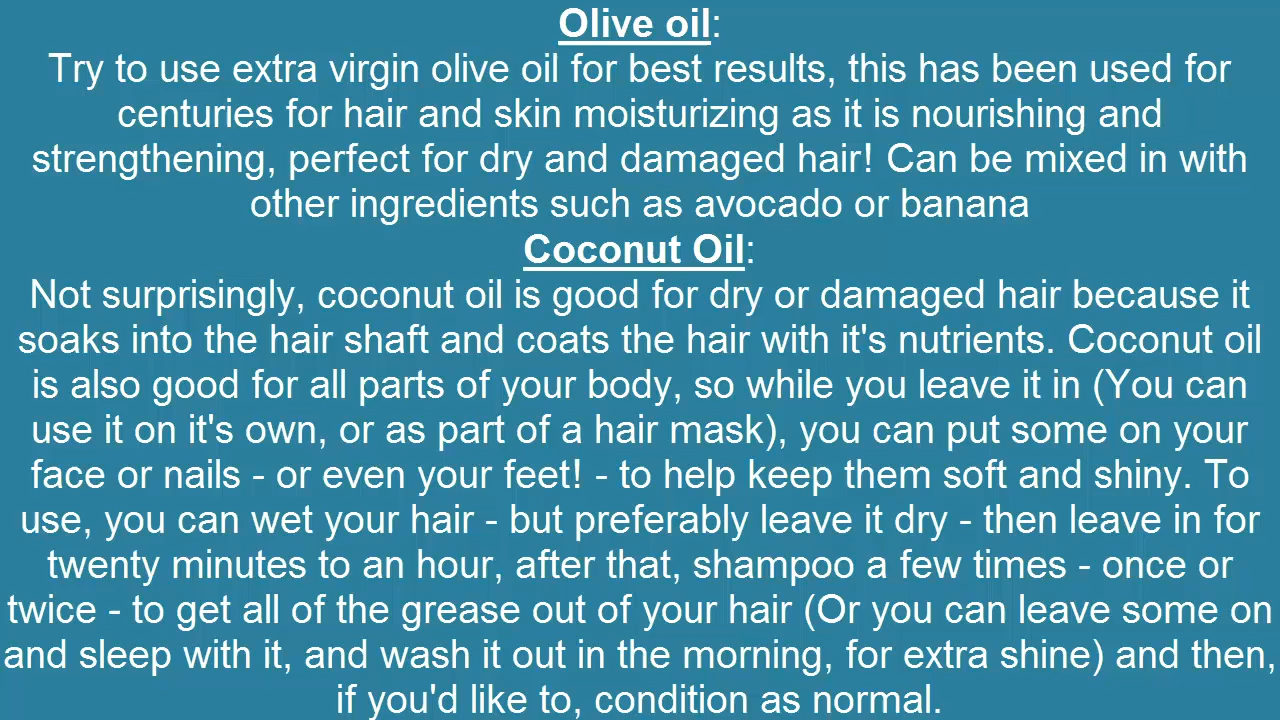 Olive oil:
Try to use extra virgin olive oil for best results, this has been used for
centuries for hair and skin moisturizing as it is nourishing and
strengthening, perfect for dry and damaged hair! Can be mixed in with
other ingredients such as avocado or banana
Coconut Oil:
Not surprisingly, coconut oil is good for dry or damaged hair because it
soaks into the hair shaft and coats the hair with it's nutrients. Coconut oil
is also good for all parts of your body, so while you leave it in (You can
use it on it's own, or as part of a hair mask), you can put some on your
face or nails - or even your feet! - to help keep them soft and shiny. To
use, you can wet your hair - but preferably leave it dry - then leave in for
twenty minutes to an hour, after that, shampoo a few times - once or
twice - to get all of the grease out of your hair (Or you can leave some on
and sleep with it, and wash it out in the morning, for extra shine) and then,
if you'd like to, condition as normal.